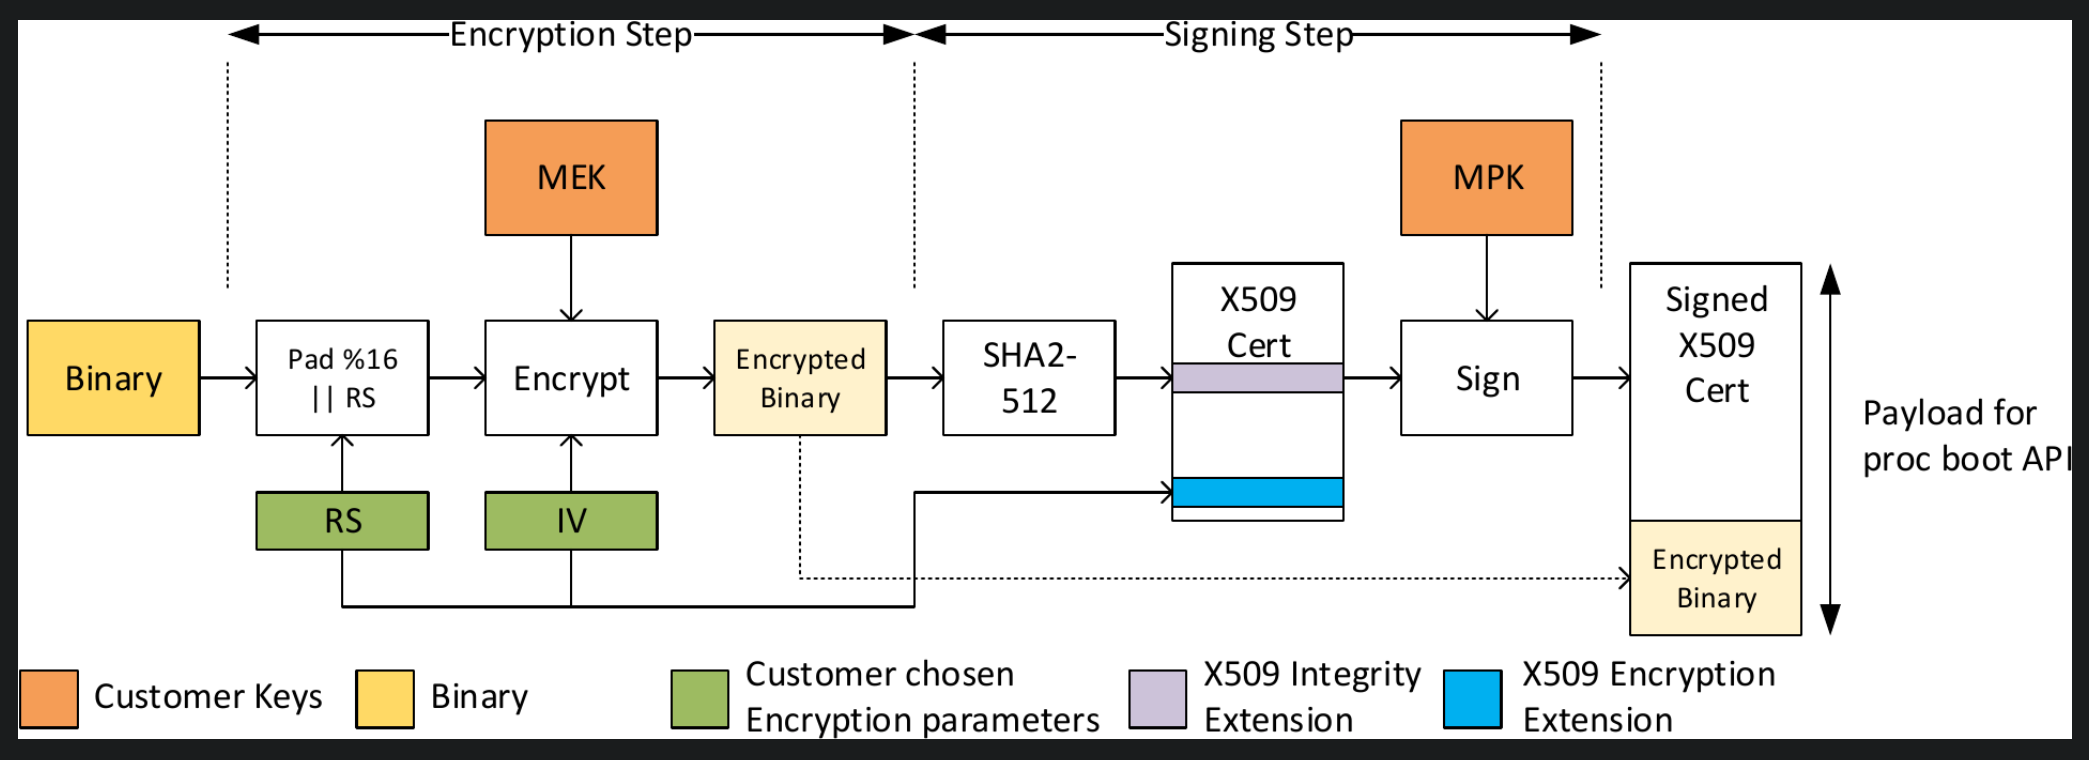 Encryption Step
Signing Step
MEK
MPK
Binary
Pad %16
|| RS
Encrypt
Encrypted
Binary
SHA2-
512
X509
Cert
Sign
Signed
X509
Cert
Payload for
proc boot API
RS
IV
Encrypted
Binary
Customer Keys
Binary
Customer chosen
Encryption parameters
X509 Integrity
Extension
X509 Encryption
Extension